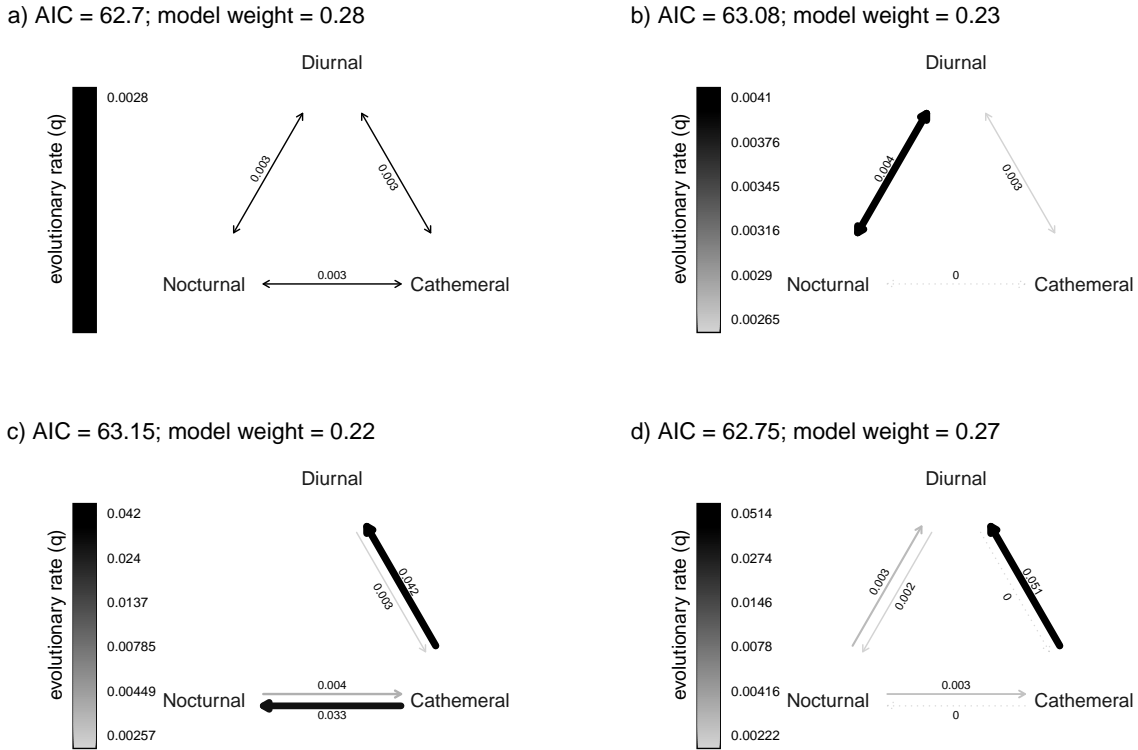 a) AIC = 62.7; model weight = 0.28
Diurnal
evolutionary rate (q)
0.0028
0.003
0.003
0.003
Nocturnal
Cathemeral
b) AIC = 63.08; model weight = 0.23
Diurnal
evolutionary rate (q)
0.0041
0.00376
0.00345
0.00316
0.0029
0.00265
0.004
0.003
0
Nocturnal
Cathemeral
c) AIC = 63.15; model weight = 0.22
Diurnal
evolutionary rate (q)
0.042
0.024
0.0137
0.00785
0.00449
0.00257
0.042
0.003
0.004
Nocturnal
Cathemeral
0.033
d) AIC = 62.75; model weight = 0.27
Diurnal
evolutionary rate (q)
0.0514
0.0274
0.0146
0.0078
0.00416
0.00222
0.003
0.002
0.051
0
0.003
Nocturnal
Cathemeral
0